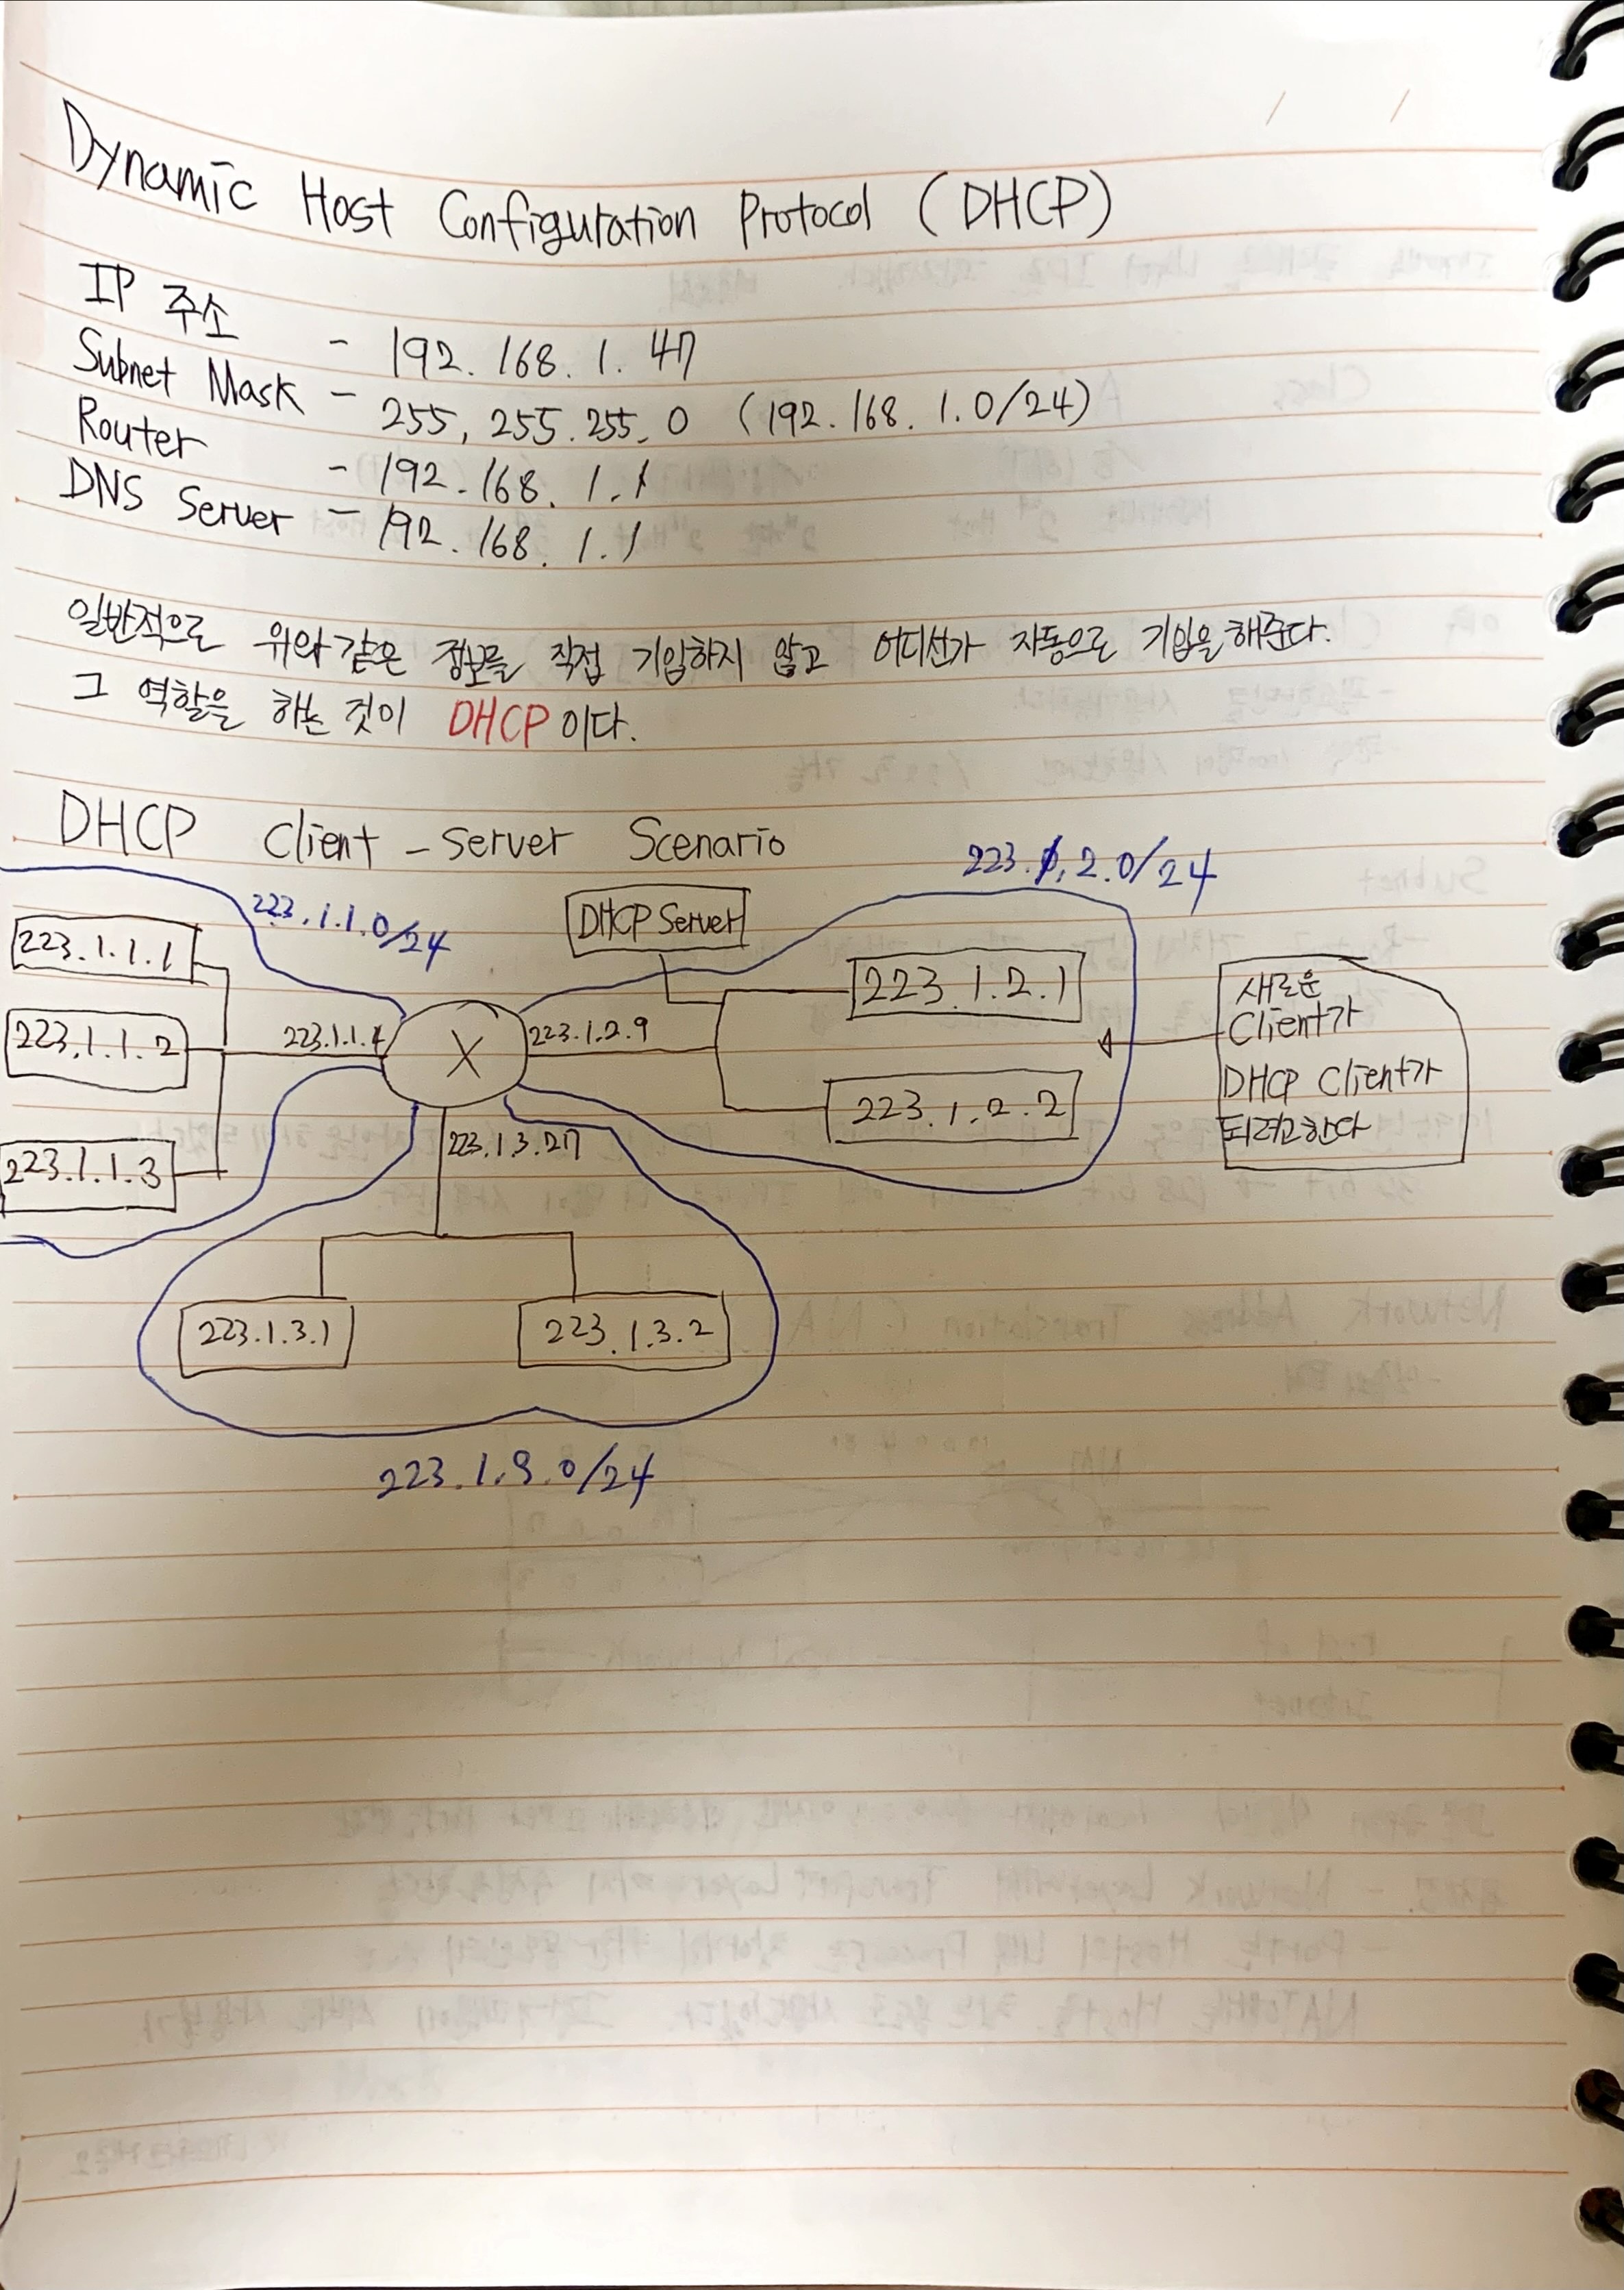 Dynamic Host Configuration Protocol (DHCP)
IP 주소 - 192.168.1.47
Subnet Mask - 255,255.255.0 (192.168.1.0/24)
Router - 192.168.1.1
DNS Server - 192.168.1.1
일반적으로 위와 같은 정보를 직접 기입하지 않고 어디선가 자동으로 기입을 해준다.
그 역할을 하는 것이 DHCP이다.
DHCP Client-Server Scenario
223.1.1.0/24
223.1.1.1
223.1.1.2
223.1.1.3
223.1.1.4
X
DHCP Server
223.1.2.9
223.1.2.0/24
223.1.2.1
223.1.2.2
새로운
Client가
DHCP Client가
되려고한다
223.1.3.27
223.1.3.1
223.1.3.2
223.1.3.0/24